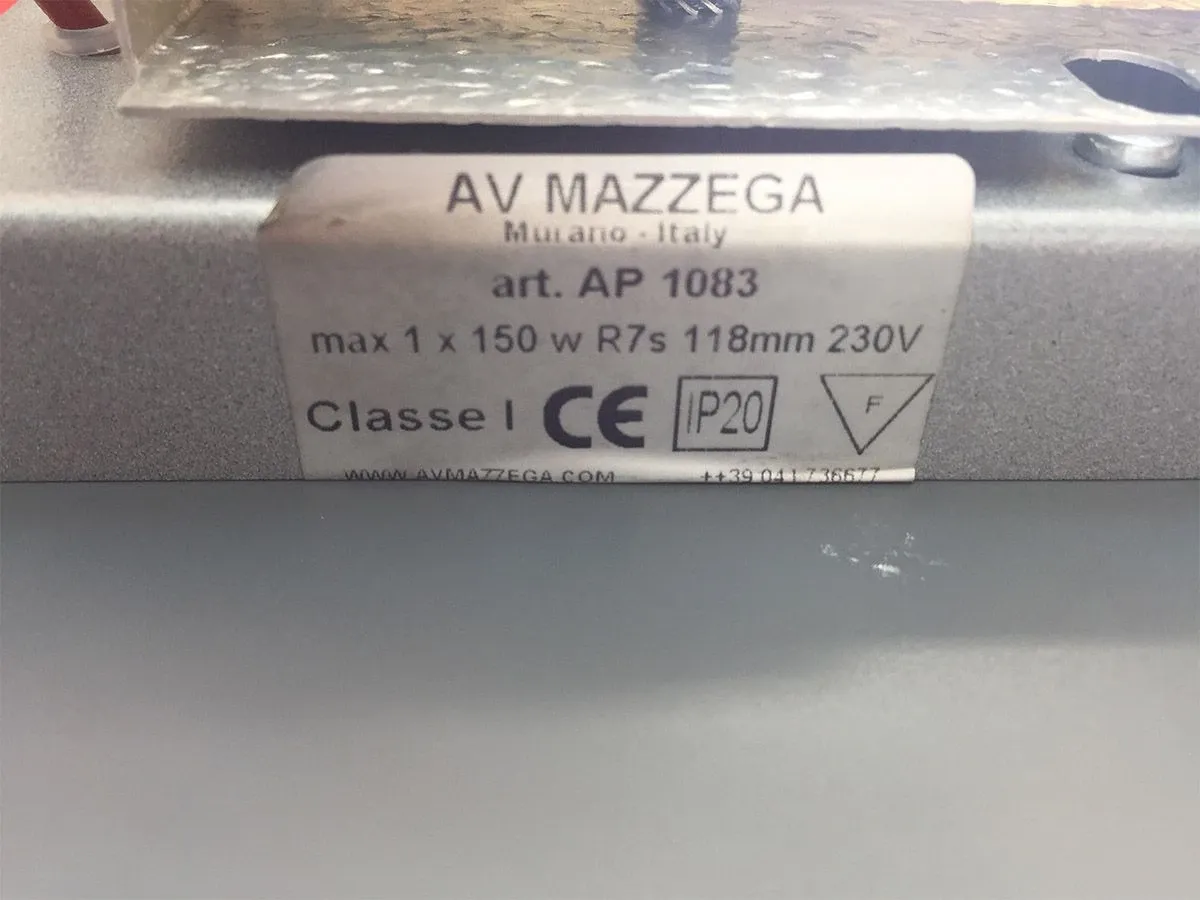 AV MAZZEGA
Murano - Italy
art. AP 1083
max 1 x 150 w R7s 118mm 230V
Classe I CE IP20 F
WWW.AVMAZZEGA.COM ++39 041 736677